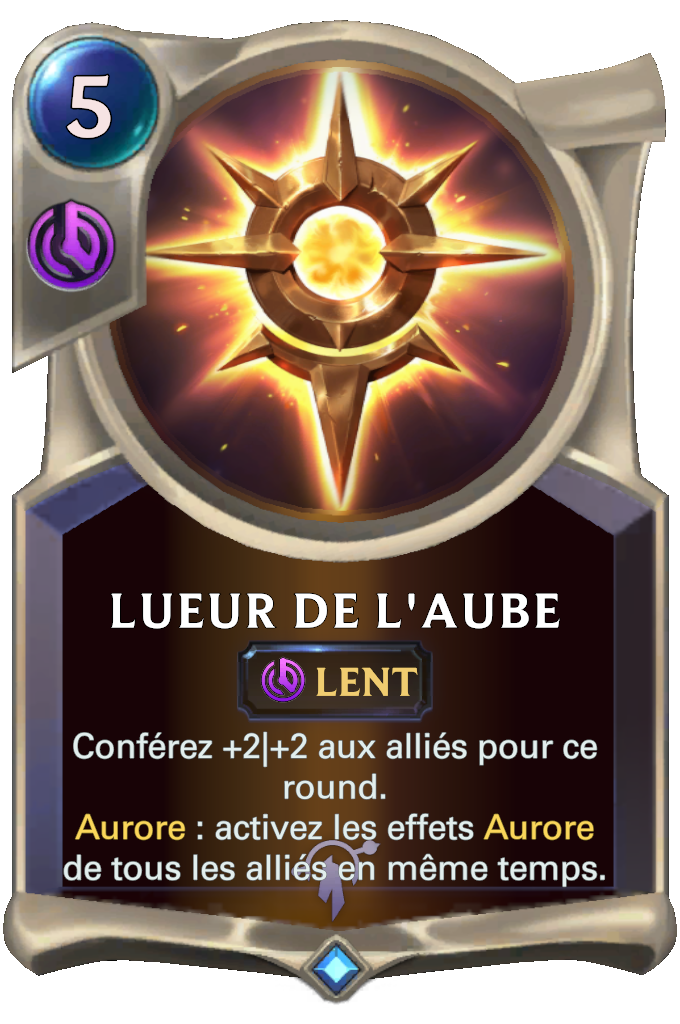 5
LUEUR DE L'AUBE
LENT
Conférez +2|+2 aux alliés pour ce
round.
Aurore : activez les effets Aurore
de tous les alliés en même temps.